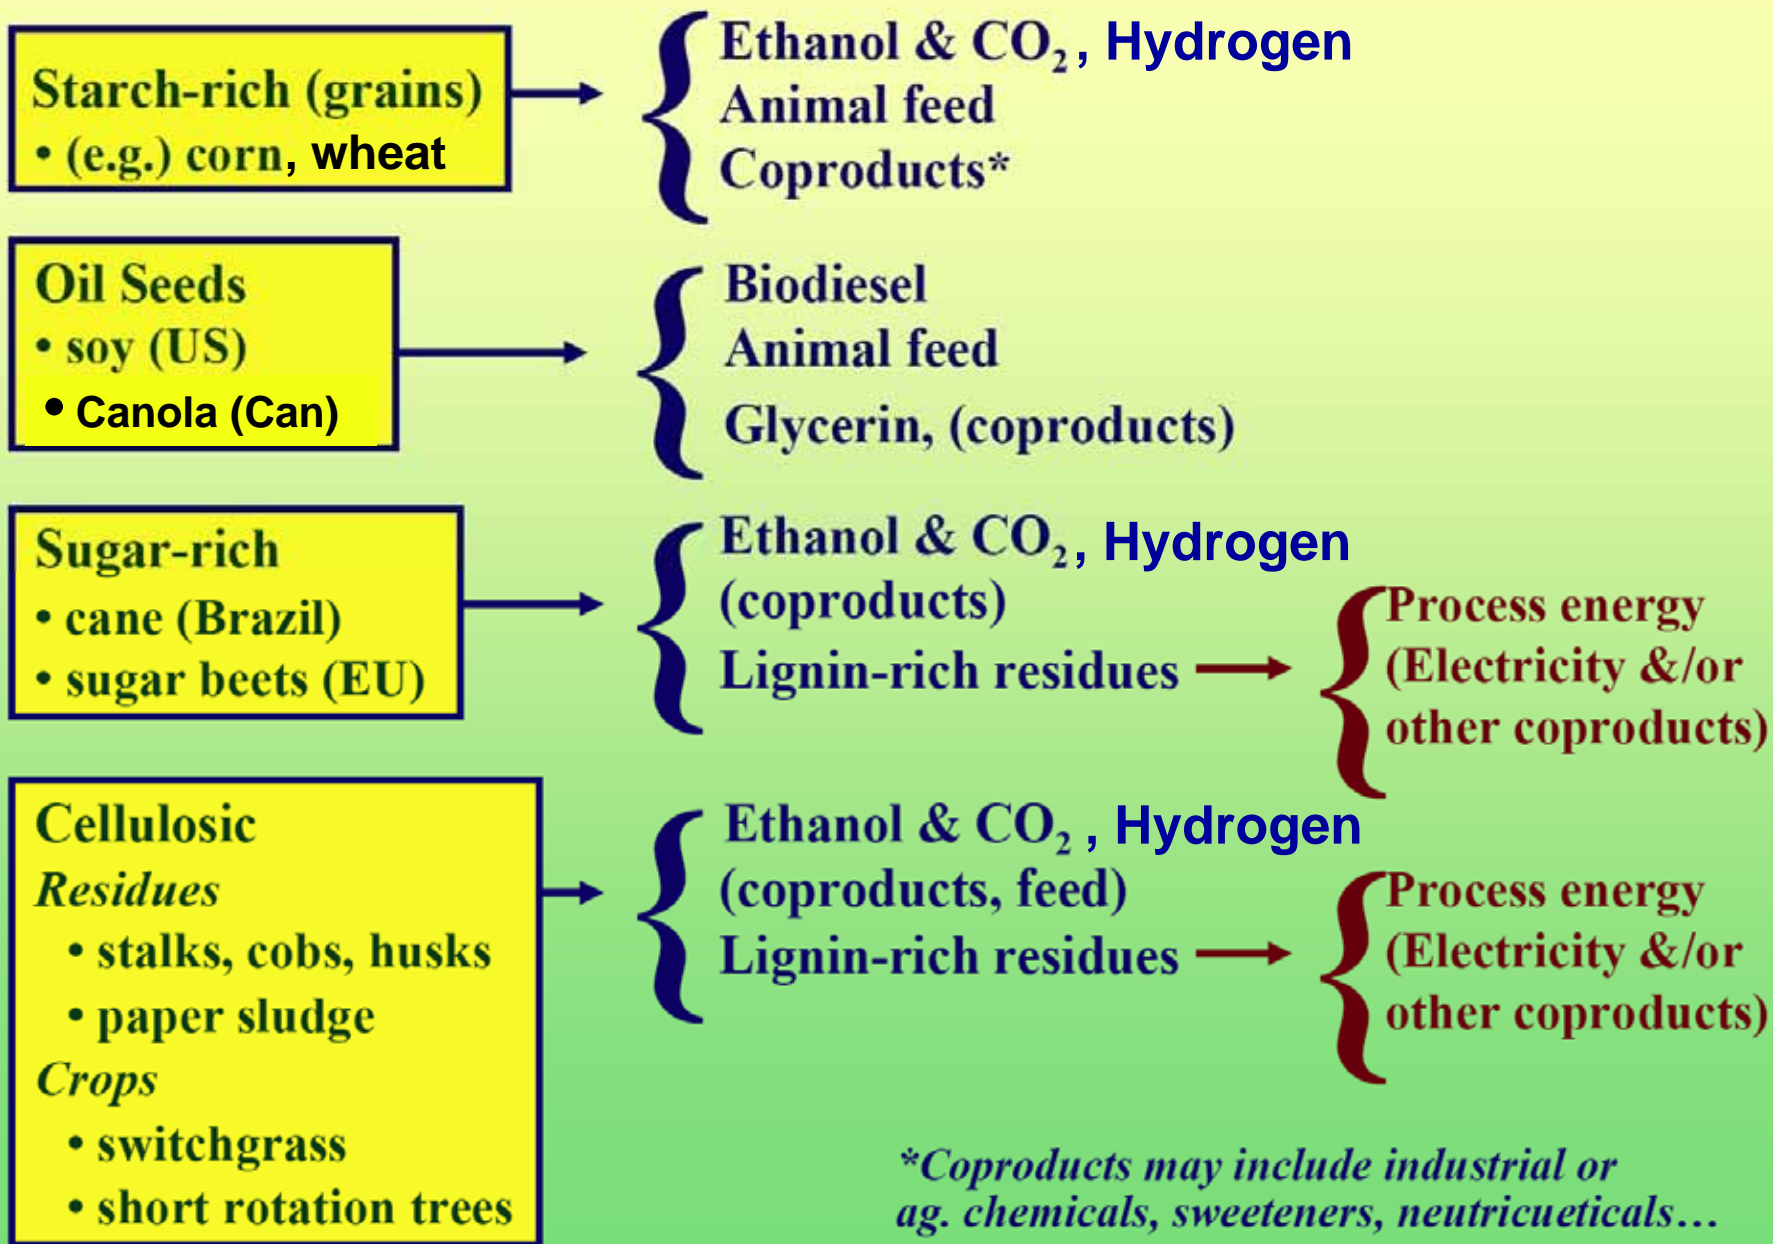 Starch-rich (grains)
• (e.g.) corn, wheat
Ethanol & CO₂, Hydrogen
Animal feed
Coproducts*
Oil Seeds
• soy (US)
• Canola (Can)
Biodiesel
Animal feed
Glycerin, (coproducts)
Sugar-rich
• cane (Brazil)
• sugar beets (EU)
Ethanol & CO₂, Hydrogen
(coproducts)
Lignin-rich residues
Process energy
(Electricity &/or
other coproducts)
Cellulosic
Residues
• stalks, cobs, husks
• paper sludge
Crops
• switchgrass
• short rotation trees
Ethanol & CO₂ , Hydrogen
(coproducts, feed)
Lignin-rich residues
Process energy
(Electricity &/or
other coproducts)
*Coproducts may include industrial or
ag. chemicals, sweeteners, neutricueticals…